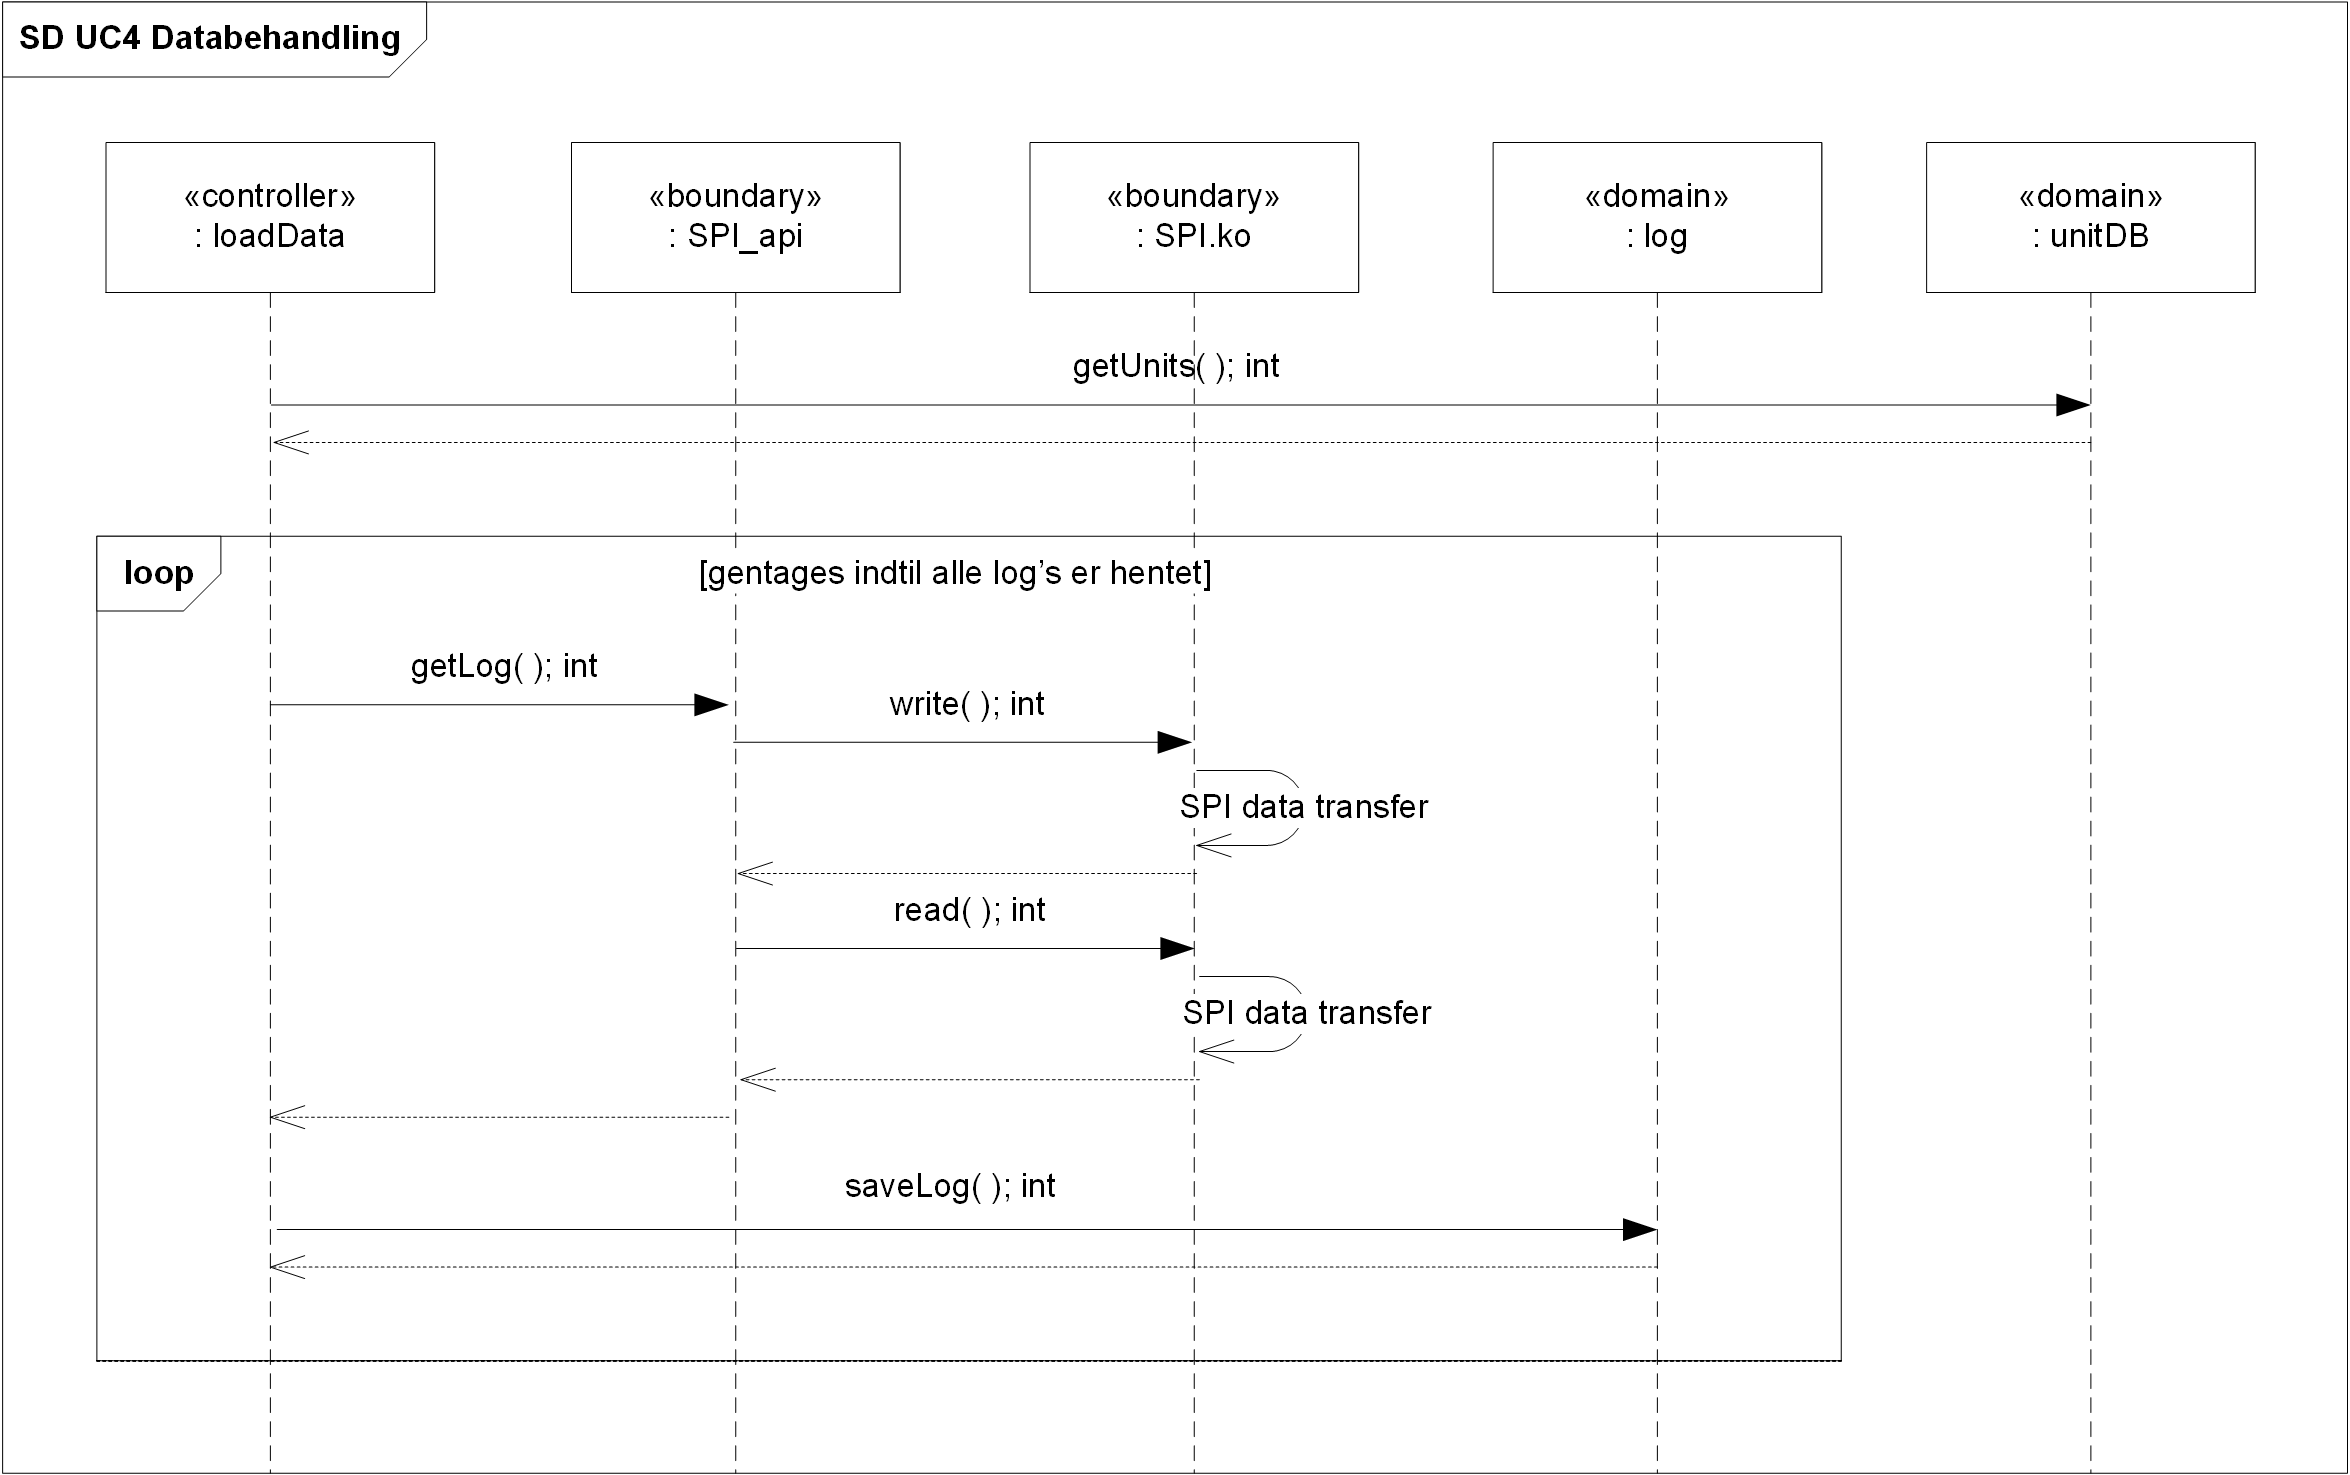 SD UC4 Databehandling
«controller»
: loadData
«boundary»
: SPI_api
«boundary»
: SPI.ko
«domain»
: log
«domain»
: unitDB
getUnits( ); int
loop
[gentages indtil alle log’s er hentet]
getLog( ); int
write( ); int
SPI data transfer
read( ); int
SPI data transfer
saveLog( ); int